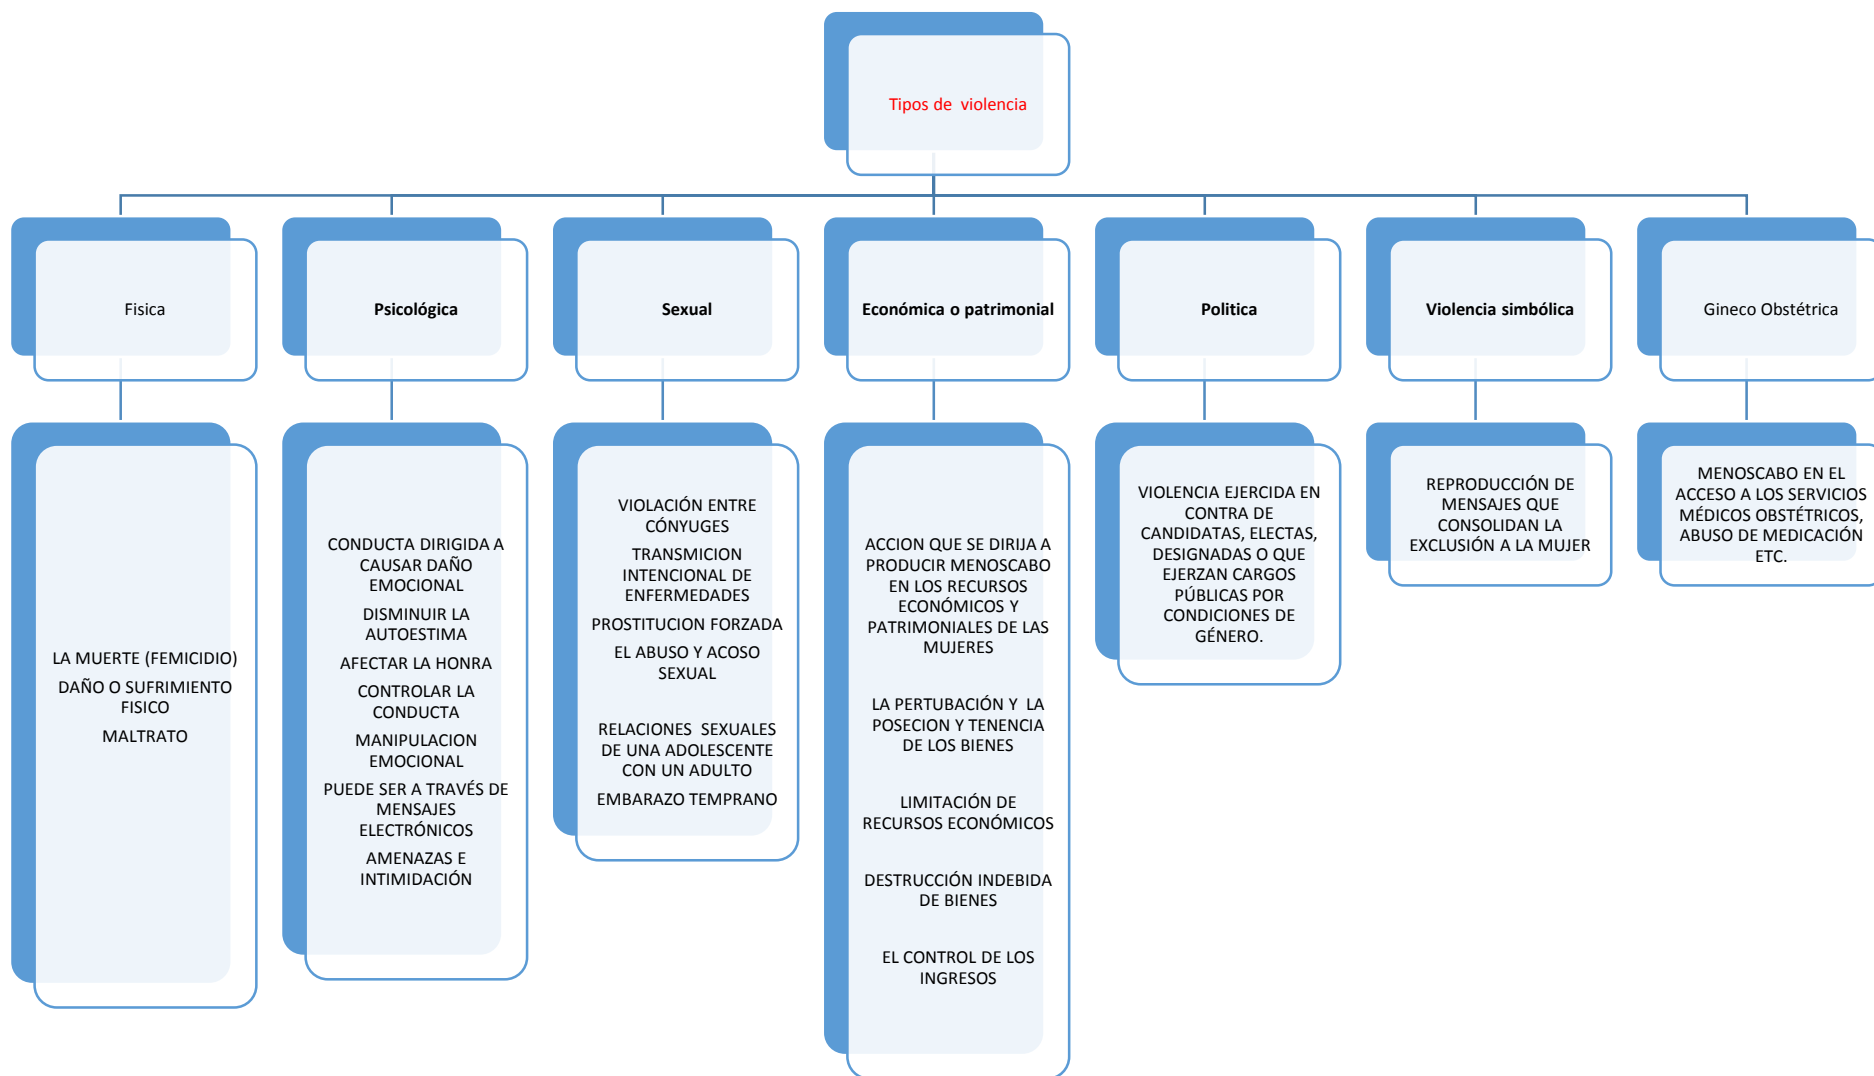 Tipos de  violencia
Fisica
Psicológica
Sexual
Económica o patrimonial
Politica
Violencia simbólica
Gineco Obstétrica
LA MUERTE (FEMICIDIO)
DAÑO O SUFRIMIENTO
FISICO
MALTRATO
CONDUCTA DIRIGIDA A
CAUSAR DAÑO
EMOCIONAL
DISMINUIR LA
AUTOESTIMA
AFECTAR LA HONRA
CONTROLAR LA
CONDUCTA
MANIPULACION
EMOCIONAL
PUEDE SER A TRAVÉS DE
MENSAJES
ELECTRÓNICOS
AMENAZAS E
INTIMIDACIÓN
VIOLACIÓN ENTRE
CÓNYUGES
TRANSMICION
INTENCIONAL DE
ENFERMEDADES
PROSTITUCION FORZADA
EL ABUSO Y ACOSO
SEXUAL
RELACIONES  SEXUALES
DE UNA ADOLESCENTE
CON UN ADULTO
EMBARAZO TEMPRANO
ACCION QUE SE DIRIJA A
PRODUCIR MENOSCABO
EN LOS RECURSOS
ECONÓMICOS Y
PATRIMONIALES DE LAS
MUJERES
LA PERTUBACIÓN Y  LA
POSECION Y TENENCIA
DE LOS BIENES
LIMITACIÓN DE
RECURSOS ECONÓMICOS
DESTRUCCIÓN INDEBIDA
DE BIENES
EL CONTROL DE LOS
INGRESOS
VIOLENCIA EJERCIDA EN
CONTRA DE
CANDIDATAS, ELECTAS,
DESIGNADAS O QUE
EJERZAN CARGOS
PÚBLICAS POR
CONDICIONES DE
GÉNERO.
REPRODUCCIÓN DE
MENSAJES QUE
CONSOLIDAN LA
EXCLUSIÓN A LA MUJER
MENOSCABO EN EL
ACCESO A LOS SERVICIOS
MÉDICOS OBSTÉTRICOS,
ABUSO DE MEDICACIÓN
ETC.